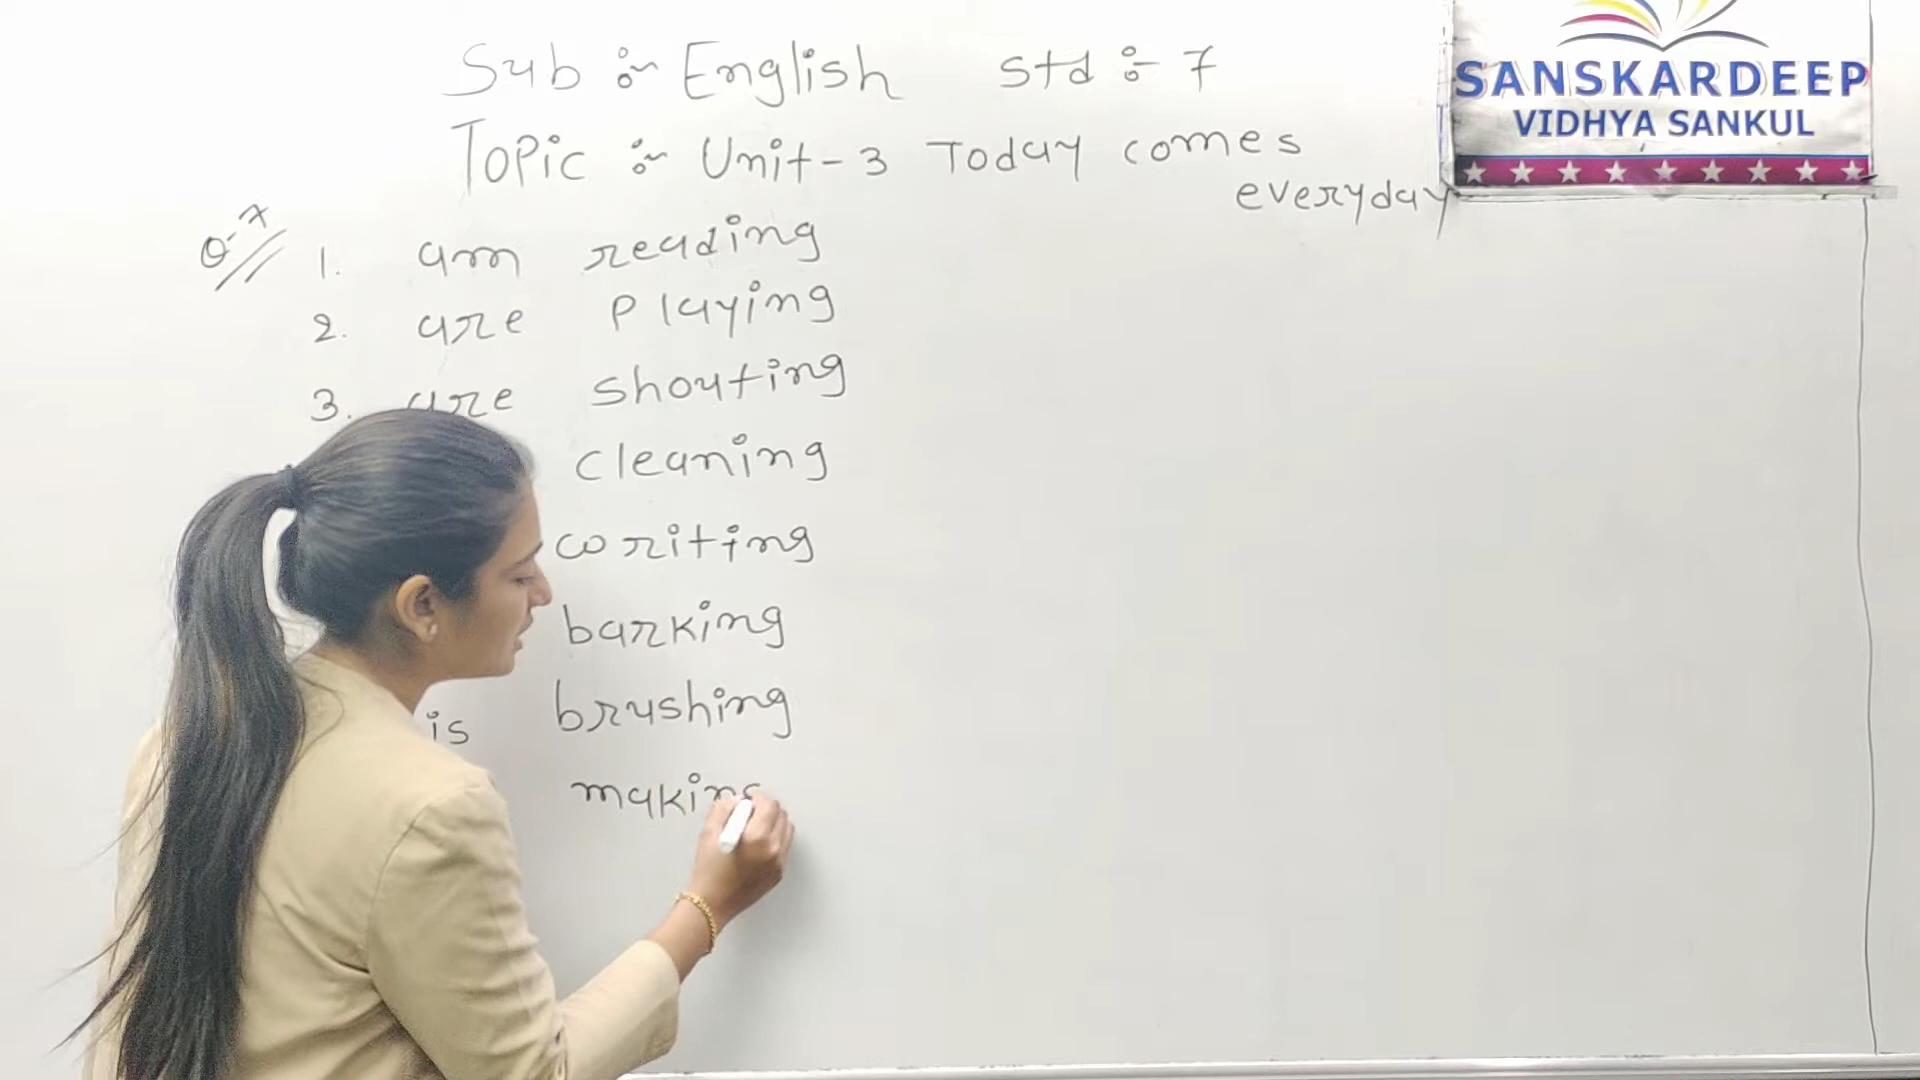 Sub :- English Std :- 7
Topic :- Unit-3 Today comes
everyday
Q-7 1. am reading
2. are playing
3. are shouting
cleaning
writing
barking
is brushing
making
SANSKARDEEP
VIDHYA SANKUL